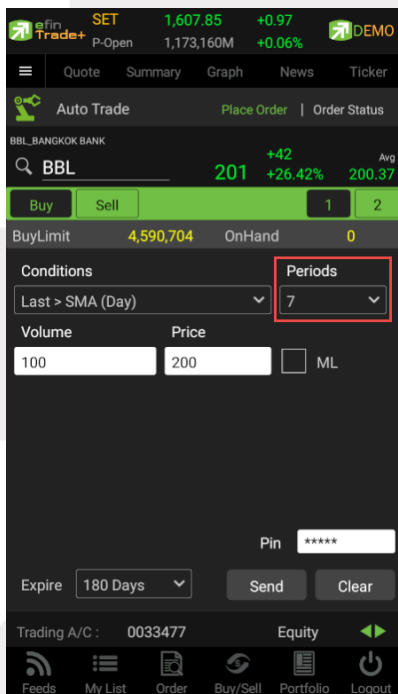 efin Trade+ SET 1,607.85 +0.97 DEMO
P-Open 1,173,160M +0.06%
Quote Summary Graph News Ticker
Auto Trade Place Order | Order Status
BBL_BANGKOK BANK
BBL 201 +42 +26.42% Avg 200.37
Buy Sell 1 2
BuyLimit 4,590,704 OnHand 0
Conditions Periods
Last > SMA (Day) 7
Volume Price
100 200 ML
Pin *****
Expire 180 Days Send Clear
Trading A/C : 0033477 Equity
Feeds My List Order Buy/Sell Portfolio Logout